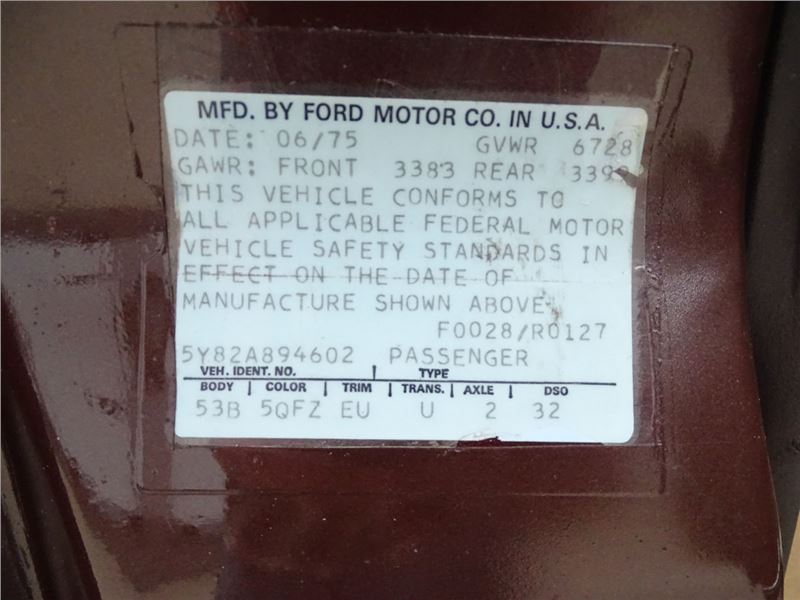 MFD. BY FORD MOTOR CO. IN U.S.A.
DATE: 06/75 GVWR 6728
GAWR: FRONT 3383 REAR
THIS VEHICLE CONFORMS TO
ALL APPLICABLE FEDERAL MOTOR
VEHICLE SAFETY STANDARDS IN
EFFECT ON THE DATE OF
MANUFACTURE SHOWN ABOVE.
F0028/R0127
5Y82A894602 PASSENGER
VEH. IDENT. NO. TYPE
BODY COLOR TRIM TRANS. AXLE DSO
53B 5QFZ EU U 2 32